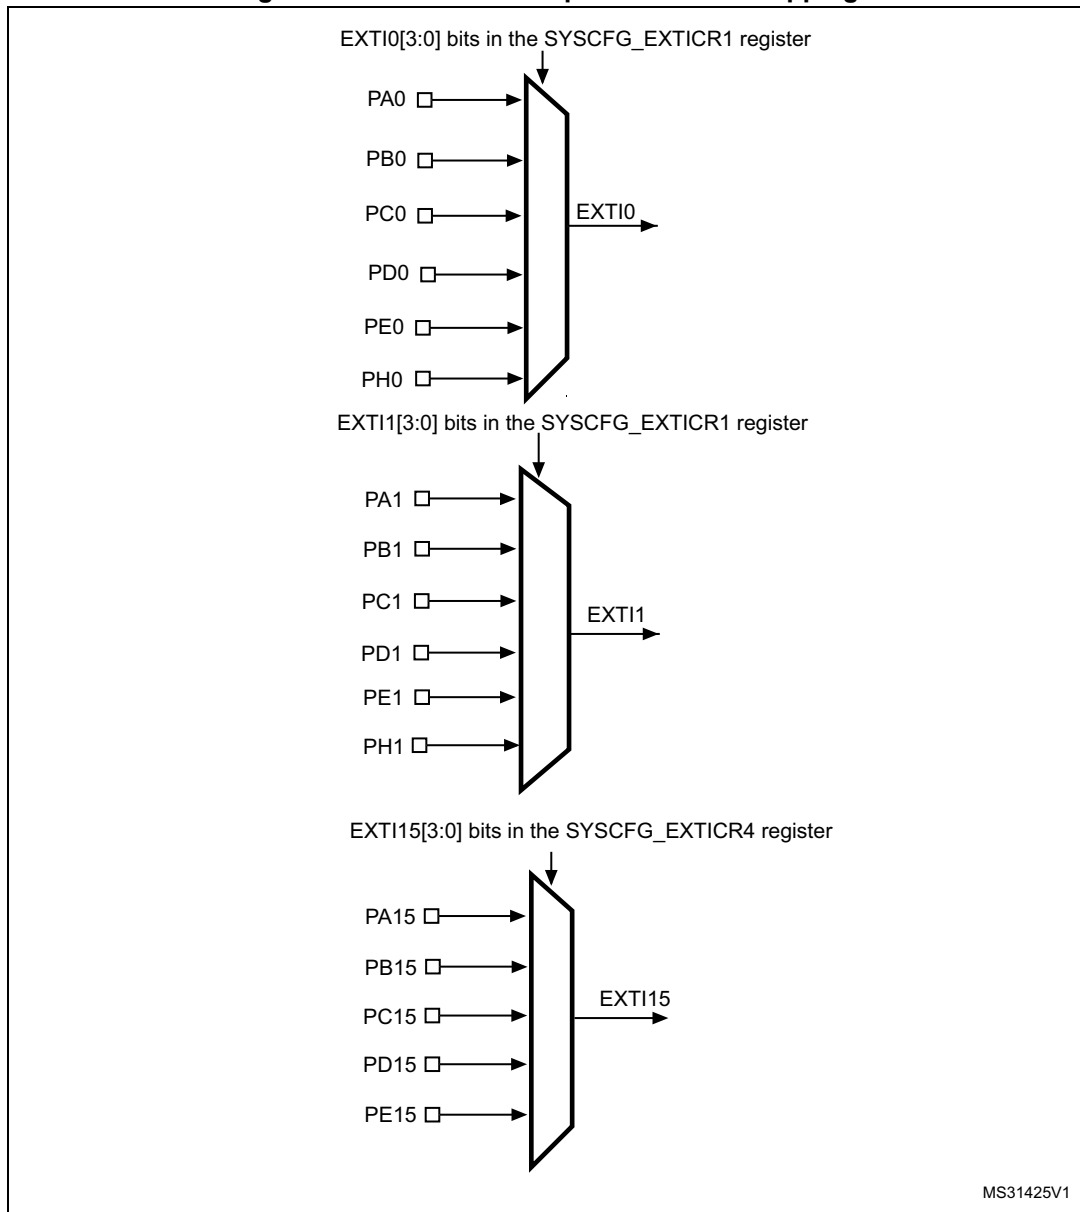 EXTI0[3:0] bits in the SYSCFG_EXTICR1 register
PA0
PB0
PC0
EXTI0
PD0
PE0
PH0
EXTI1[3:0] bits in the SYSCFG_EXTICR1 register
PA1
PB1
PC1
EXTI1
PD1
PE1
PH1
EXTI15[3:0] bits in the SYSCFG_EXTICR4 register
PA15
PB15
EXTI15
PC15
PD15
PE15
MS31425V1